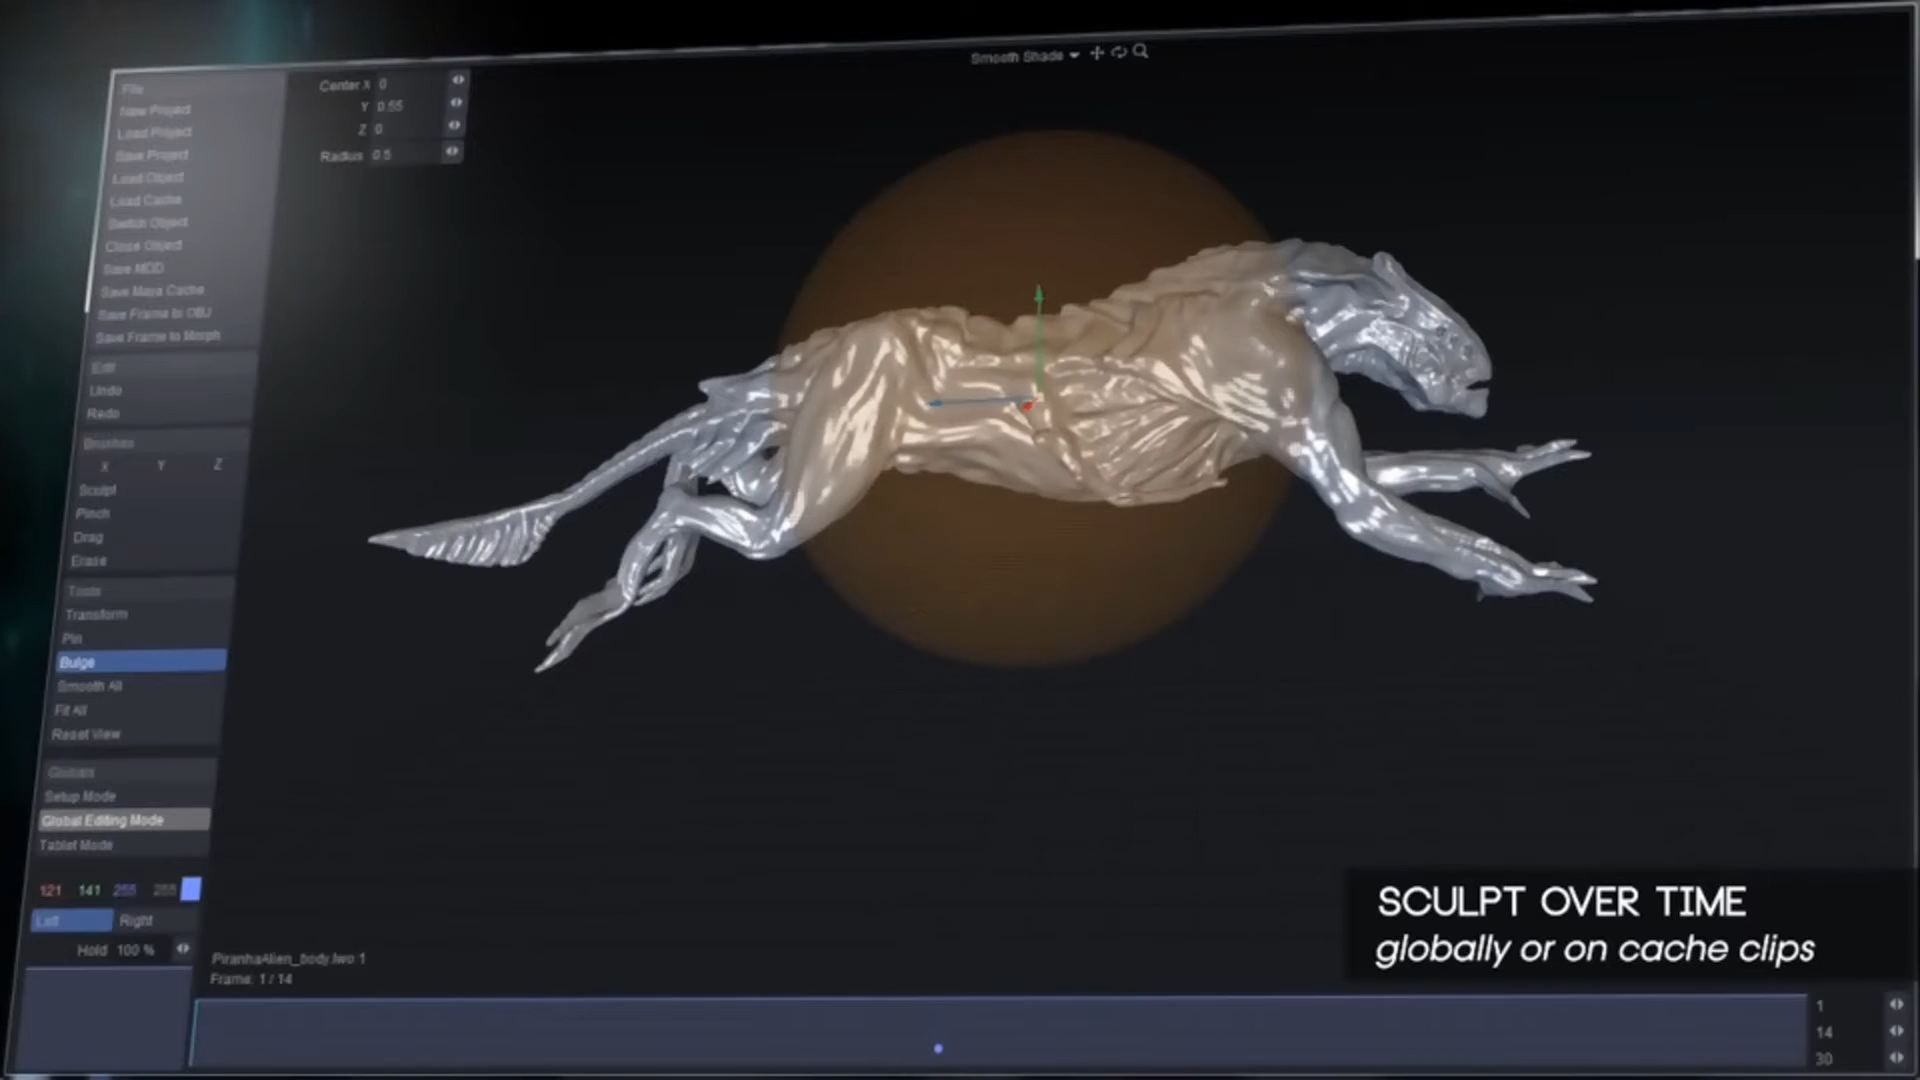 Smooth Shade
File
New Project
Load Project
Save Project
Load Object
Load Cache
Switch Object
Close Object
Save MDD
Save Maya Cache
Save Frame to OBJ
Save Frame to Morph
Edit
Undo
Redo
Brushes
X Y Z
Sculpt
Pinch
Drag
Erase
Tools
Transform
Pin
Bulge
Smooth All
Fit All
Reset View
Globals
Setup Mode
Global Editing Mode
Tablet Mode
121 141 255 255
Left Right
Hold 100 %
Center X 0
Y 0.55
Z 0
Radius 0.5
PiranhaAlien_body.lwo:1
Frame: 1 / 14
SCULPT OVER TIME
globally or on cache clips
1
14
30